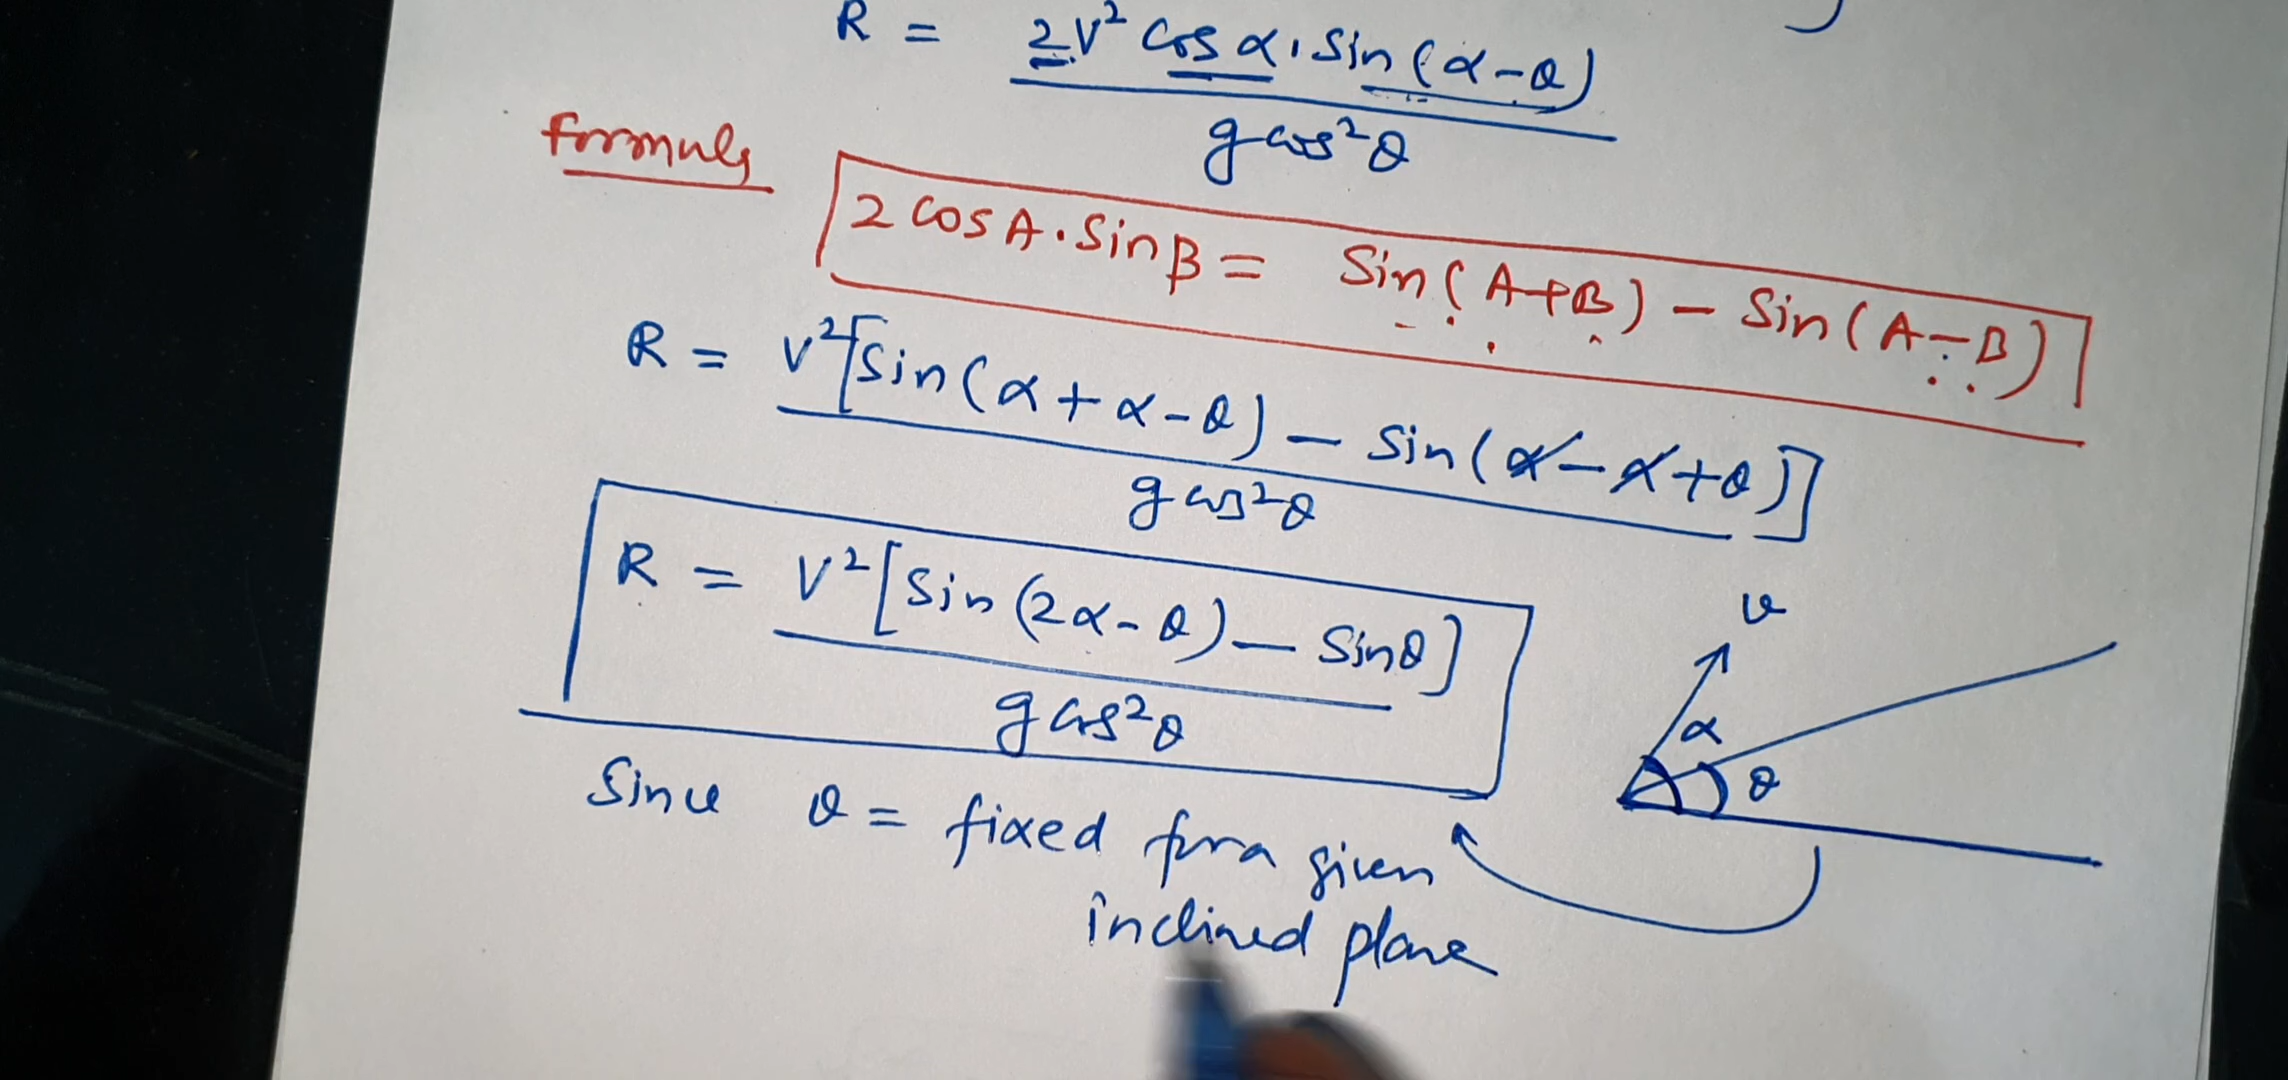 R = 2V² cos α . sin (α - θ)
g cos² θ
Formula
2 cos A . sin B = sin (A + B) - sin (A - B)
R = V² [sin (α + α - θ) - sin (α - α + θ)]
g cos² θ
R = V² [sin (2α - θ) - sin θ]
g cos² θ
v
α
θ
Since θ = fixed for a given
inclined plane